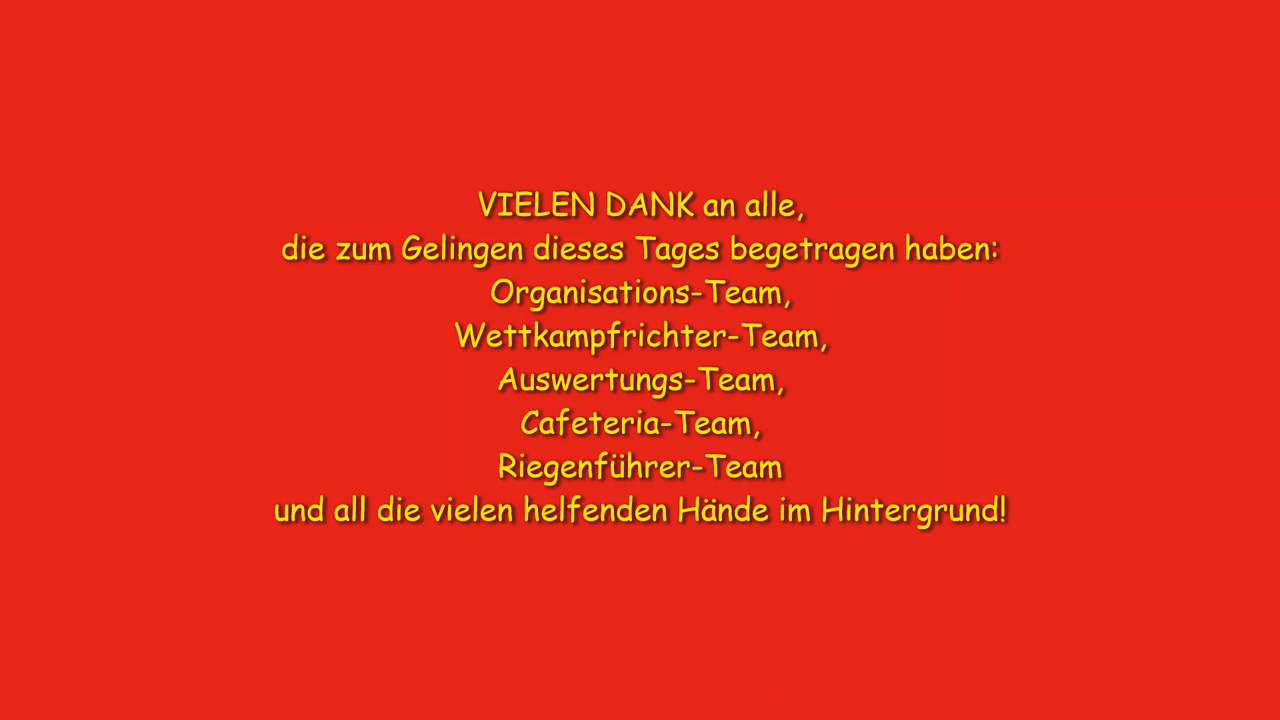 VIELEN DANK an alle,
die zum Gelingen dieses Tages begetragen haben:
Organisations-Team,
Wettkampfrichter-Team,
Auswertungs-Team,
Cafeteria-Team,
Riegenführer-Team
und all die vielen helfenden Hände im Hintergrund!